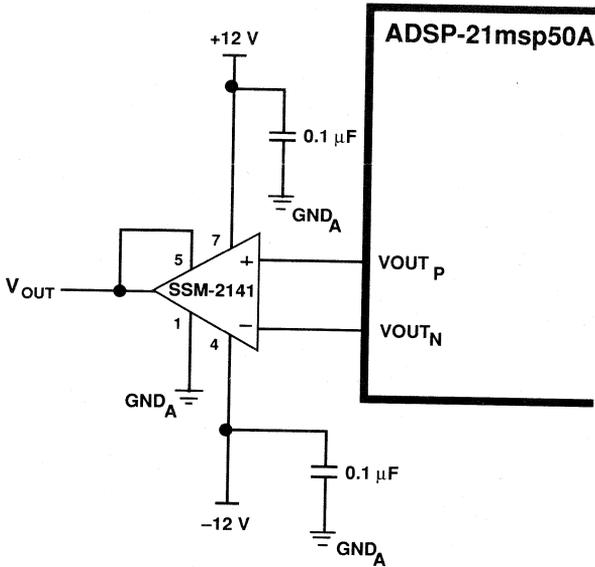 ADSP-21msp50A
+12 V
0.1 µF
GNDA
7
5
+
VOUTP
VOUT
SSM-2141
1
4
−
VOUTN
GNDA
0.1 µF
−12 V
GNDA